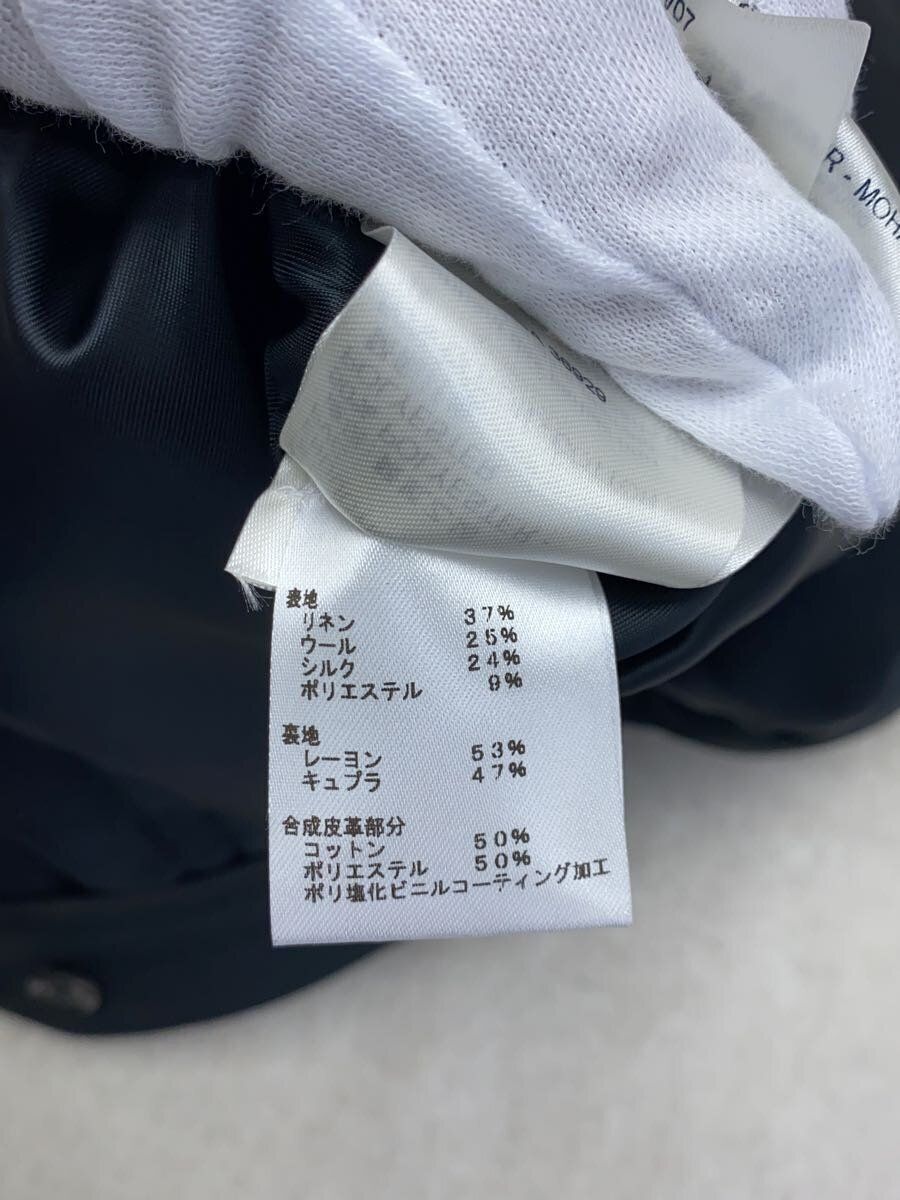 /07
R - MOH
36929
表地
リネン 37%
ウール 25%
シルク 24%
ポリエステル 9%
裏地
レーヨン 53%
キュプラ 47%
合成皮革部分
コットン 50%
ポリエステル 50%
ポリ塩化ビニルコーティング加工